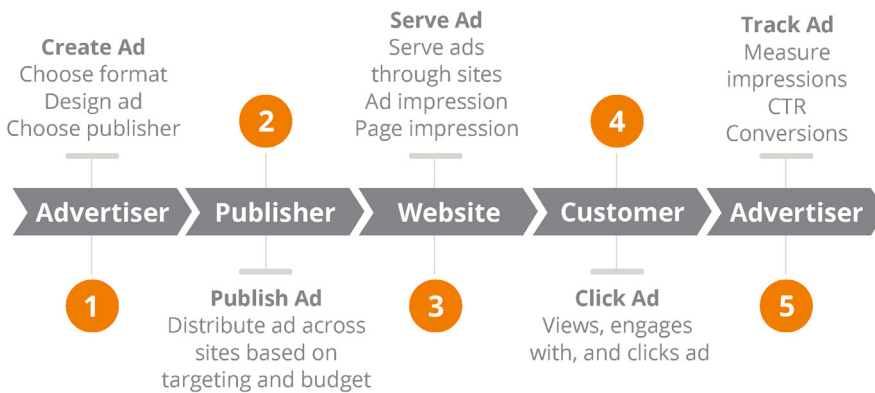 Create Ad
Choose format
Design ad
Choose publisher
2
Serve Ad
Serve ads
through sites
Ad impression
Page impression
4
Track Ad
Measure
impressions
CTR
Conversions
Advertiser
Publisher
Website
Customer
Advertiser
1
Publish Ad
Distribute ad across
sites based on
targeting and budget
3
Click Ad
Views, engages
with, and clicks ad
5